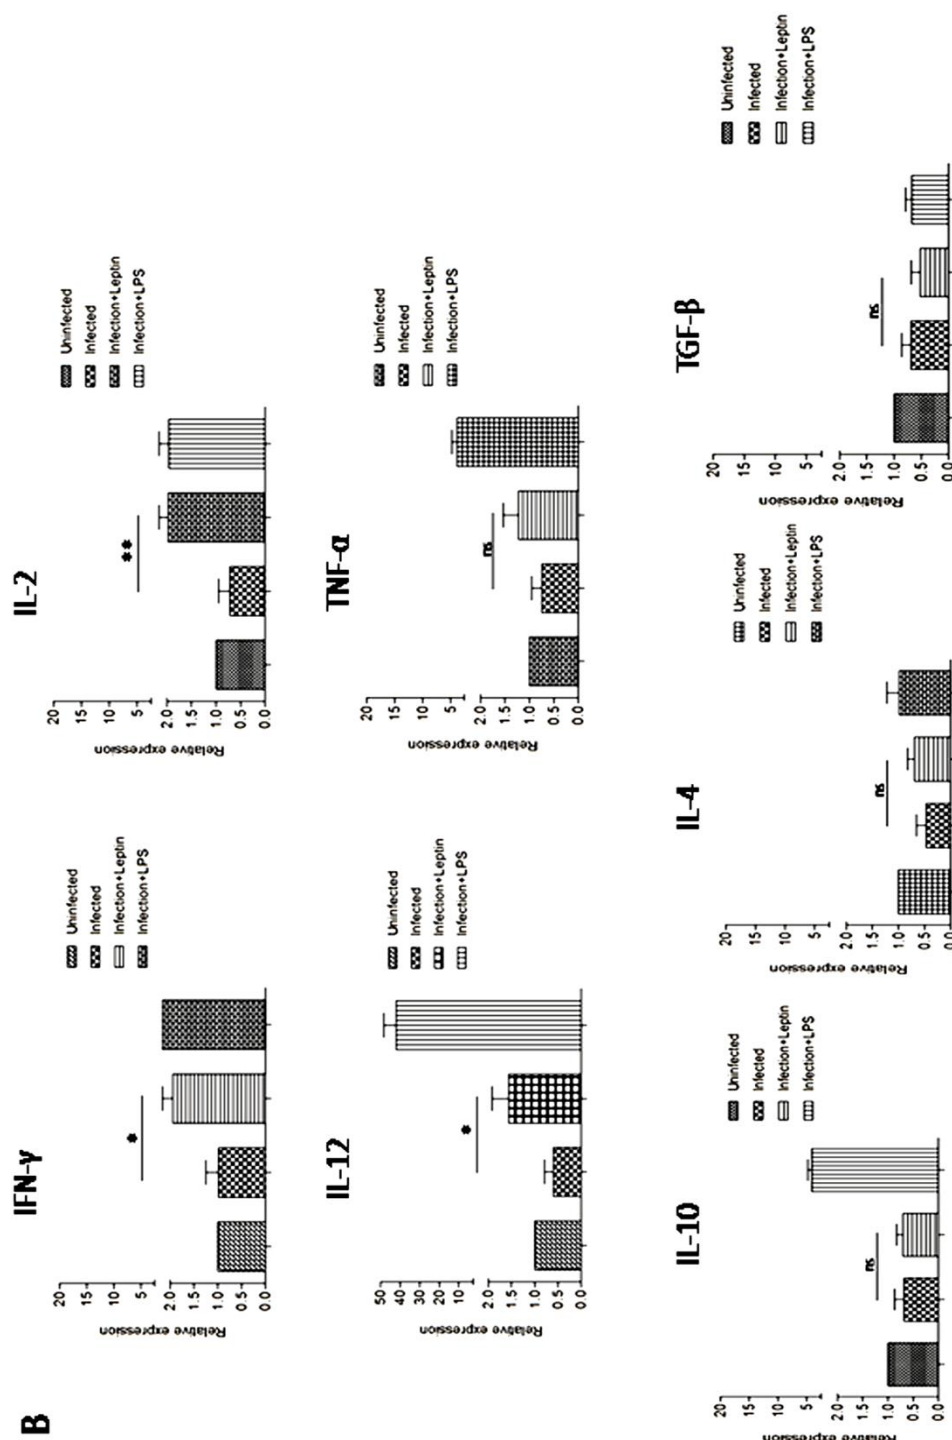 B
IFN-γ
Relative expression
20
5
2.0
1.5
1.0
0.5
0.0
*
Uninfected
Infected
Infection+Leptin
Infection+LPS
IL-2
Relative expression
20
15
10
5
2.0
1.5
1.0
0.5
0.0
**
Uninfected
Infected
Infection+Leptin
Infection+LPS
IL-12
Relative expression
50
40
30
20
10
2.0
1.5
1.0
0.5
0.0
*
Uninfected
Infected
Infection+Leptin
Infection+LPS
TNF-α
Relative expression
20
15
10
5
2.0
1.5
1.0
0.5
0.0
ns
Uninfected
Infected
Infection+Leptin
Infection+LPS
IL-10
Relative expression
20
15
10
5
2.0
1.5
1.0
0.5
0.0
ns
Uninfected
Infected
Infection+Leptin
Infection+LPS
IL-4
Relative expression
20
15
10
5
2.0
1.5
1.0
0.5
0.0
ns
Uninfected
Infected
Infection+Leptin
Infection+LPS
TGF-β
Relative expression
20
15
10
5
2.0
1.5
1.0
0.5
0.0
ns
Uninfected
Infected
Infection+Leptin
Infection+LPS